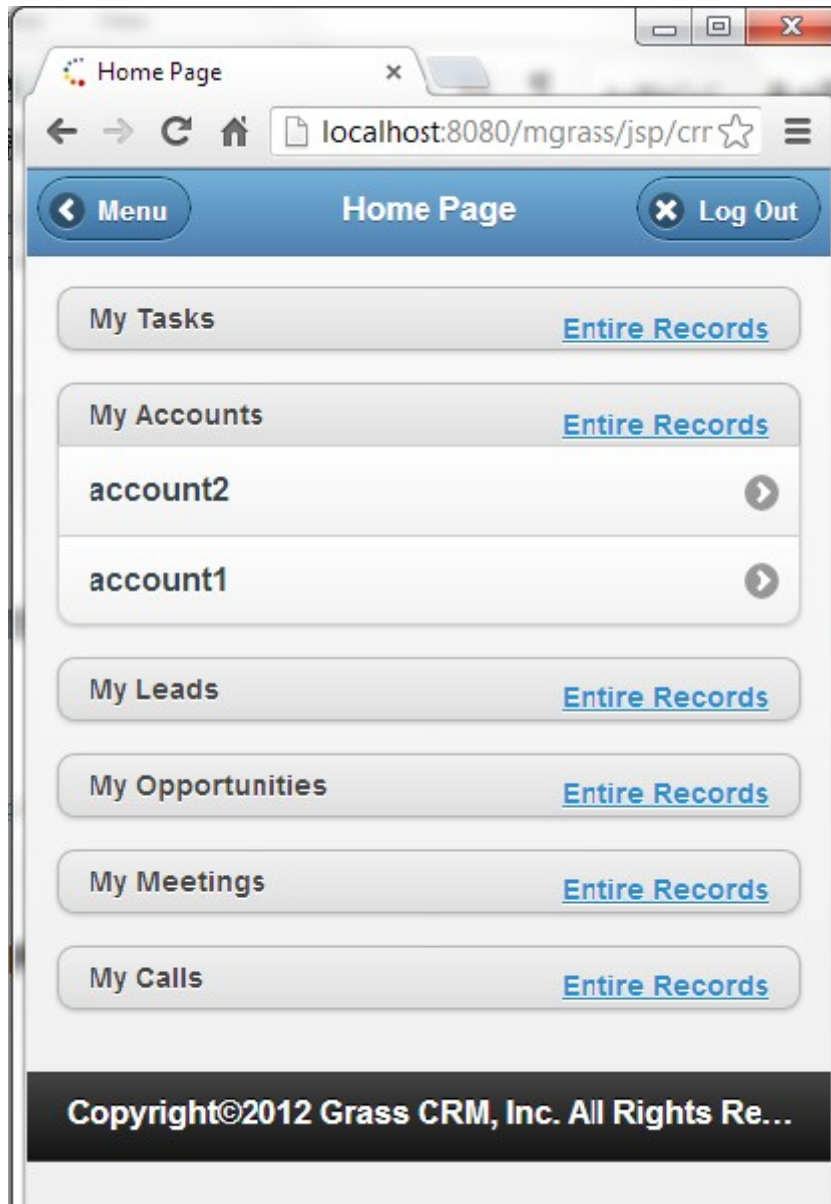 Home Page
localhost:8080/mgrass/jsp/crm
Menu Home Page Log Out
My Tasks Entire Records
My Accounts Entire Records
account2
account1
My Leads Entire Records
My Opportunities Entire Records
My Meetings Entire Records
My Calls Entire Records
Copyright©2012 Grass CRM, Inc. All Rights Re...